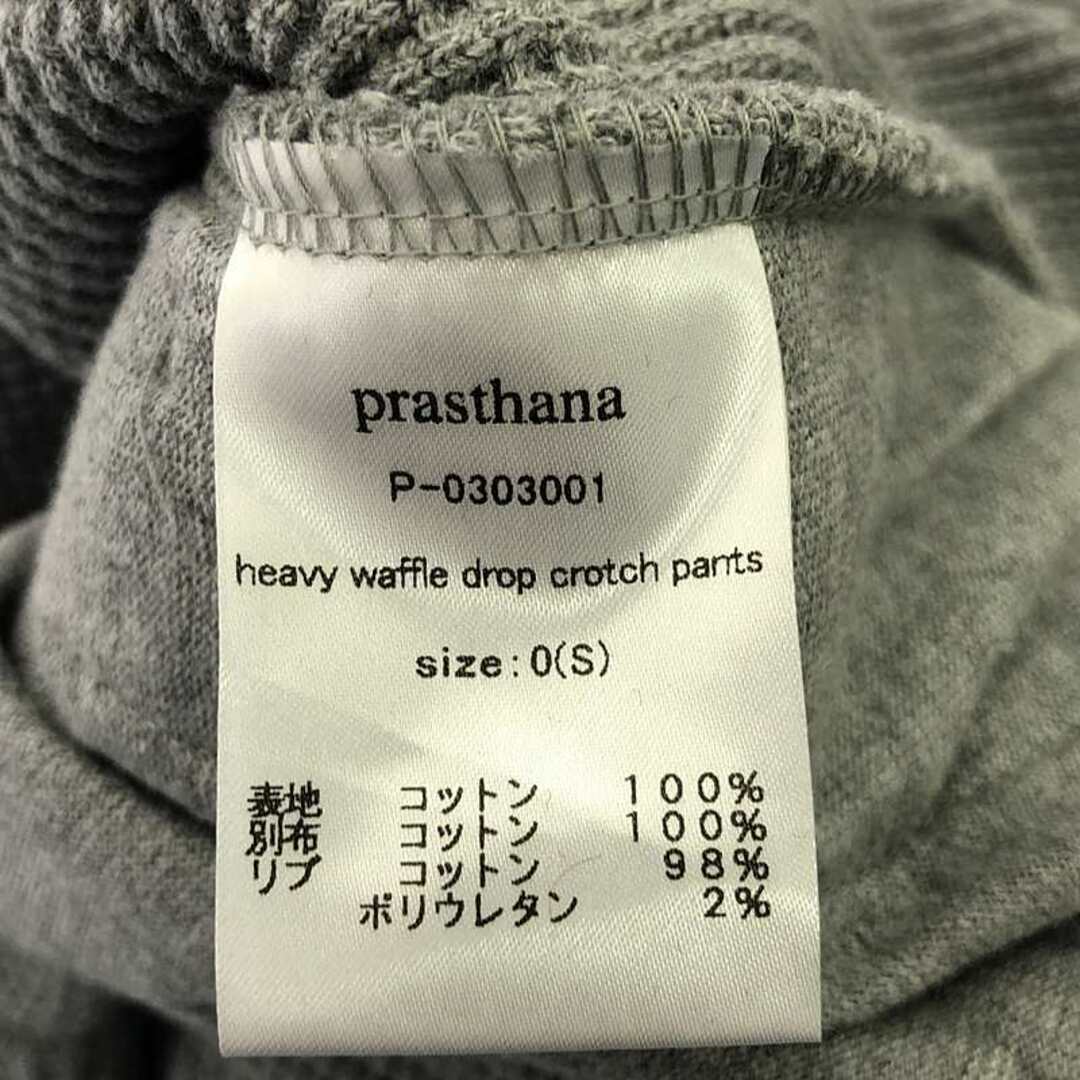 prasthana
P-0303001
heavy waffle drop crotch pants
size:0(S)
表地 コットン 100%
別布 コットン 100%
リブ コットン 98%
ポリウレタン 2%